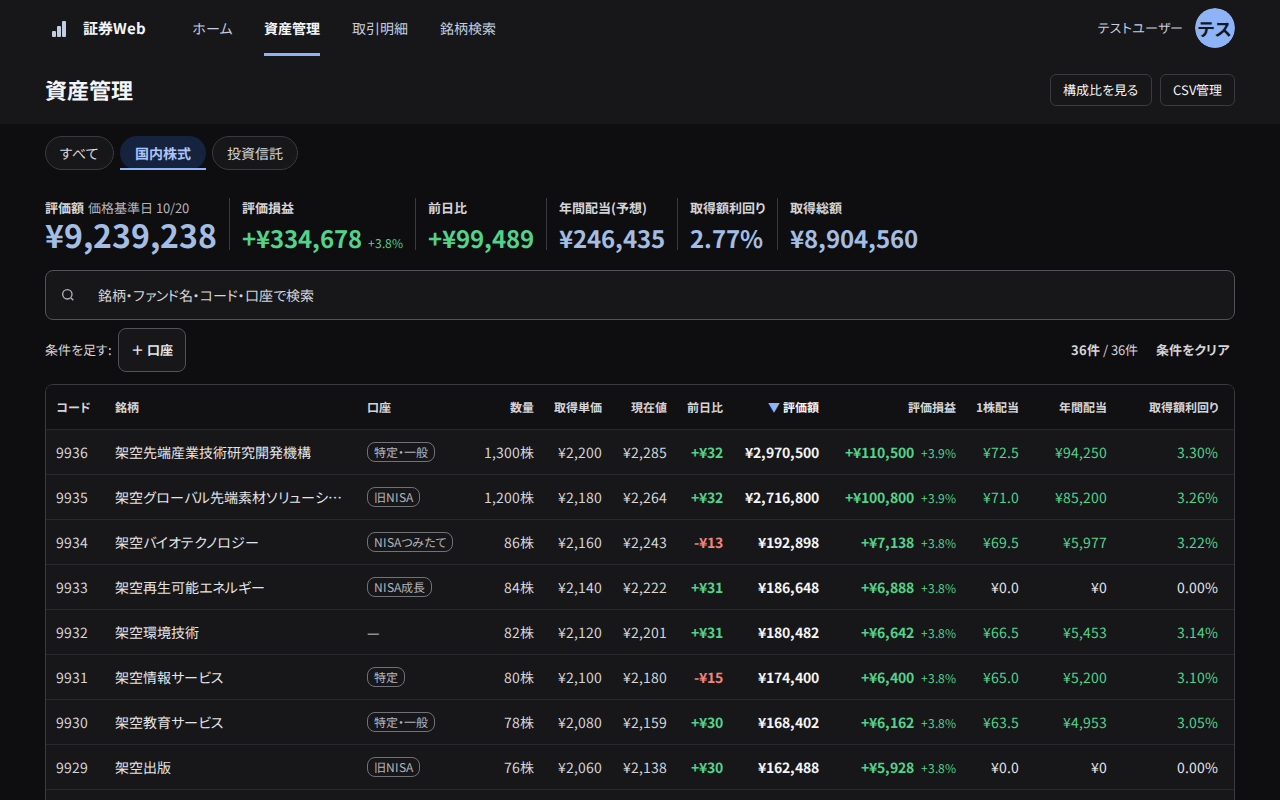 証券Web ホーム 資産管理 取引明細 銘柄検索 テストユーザー テス
資産管理 構成比を見る CSV管理
すべて 国内株式 投資信託
評価額 価格基準日 10/20 評価損益 前日比 年間配当(予想) 取得額利回り 取得総額
¥9,239,238 +¥334,678 +3.8% +¥99,489 ¥246,435 2.77% ¥8,904,560
銘柄・ファンド名・コード・口座で検索
条件を足す: + 口座 36件 / 36件 条件をクリア
コード 銘柄 口座 数量 取得単価 現在値 前日比 ▼ 評価額 評価損益 1株配当 年間配当 取得額利回り
9936 架空先端産業技術研究開発機構 特定・一般 1,300株 ¥2,200 ¥2,285 +¥32 ¥2,970,500 +¥110,500 +3.9% ¥72.5 ¥94,250 3.30%
9935 架空グローバル先端素材ソリューシ… 旧NISA 1,200株 ¥2,180 ¥2,264 +¥32 ¥2,716,800 +¥100,800 +3.9% ¥71.0 ¥85,200 3.26%
9934 架空バイオテクノロジー NISAつみたて 86株 ¥2,160 ¥2,243 -¥13 ¥192,898 +¥7,138 +3.8% ¥69.5 ¥5,977 3.22%
9933 架空再生可能エネルギー NISA成長 84株 ¥2,140 ¥2,222 +¥31 ¥186,648 +¥6,888 +3.8% ¥0.0 ¥0 0.00%
9932 架空環境技術 — 82株 ¥2,120 ¥2,201 +¥31 ¥180,482 +¥6,642 +3.8% ¥66.5 ¥5,453 3.14%
9931 架空情報サービス 特定 80株 ¥2,100 ¥2,180 -¥15 ¥174,400 +¥6,400 +3.8% ¥65.0 ¥5,200 3.10%
9930 架空教育サービス 特定・一般 78株 ¥2,080 ¥2,159 +¥30 ¥168,402 +¥6,162 +3.8% ¥63.5 ¥4,953 3.05%
9929 架空出版 旧NISA 76株 ¥2,060 ¥2,138 +¥30 ¥162,488 +¥5,928 +3.8% ¥0.0 ¥0 0.00%